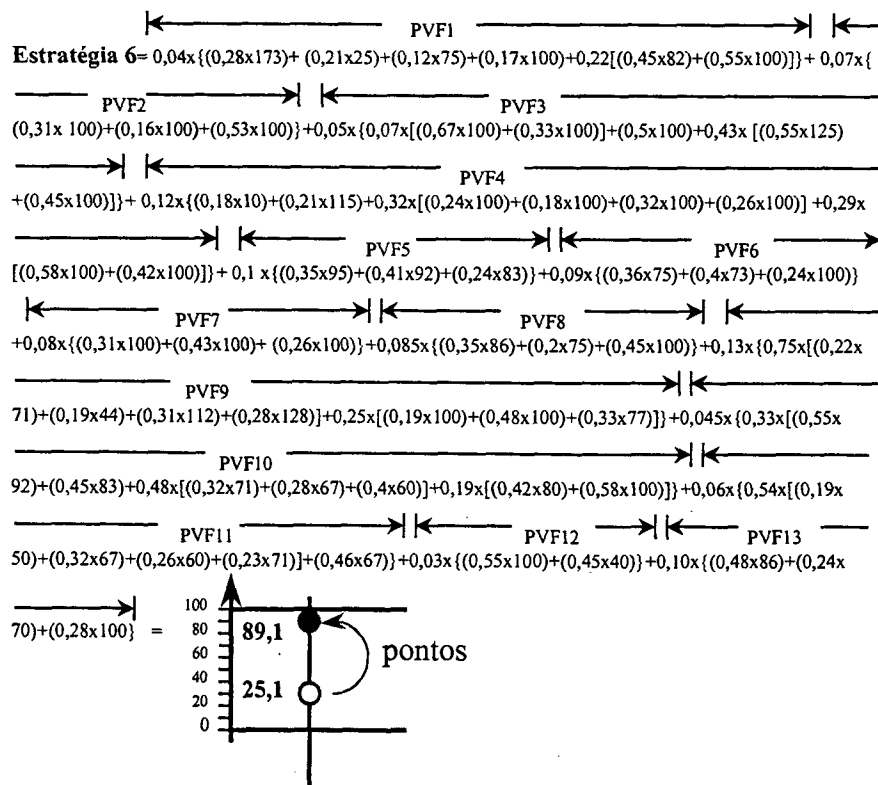 PVF1
Estratégia 6= 0,04x{(0,28x173)+ (0,21x25)+(0,12x75)+(0,17x100)+0,22[(0,45x82)+(0,55x100)]}+ 0,07x{
PVF2 PVF3
(0,31x 100)+(0,16x100)+(0,53x100)}+0,05x{0,07x[(0,67x100)+(0,33x100)]+(0,5x100)+0,43x [(0,55x125)
PVF4
+(0,45x100)]}+ 0,12x{(0,18x10)+(0,21x115)+0,32x[(0,24x100)+(0,18x100)+(0,32x100)+(0,26x100)] +0,29x
PVF5 PVF6
[(0,58x100)+(0,42x100)]}+ 0,1 x{(0,35x95)+(0,41x92)+(0,24x83)}+0,09x{(0,36x75)+(0,4x73)+(0,24x100)}
PVF7 PVF8
+0,08x{(0,31x100)+(0,43x100)+ (0,26x100)}+0,085x{(0,35x86)+(0,2x75)+(0,45x100)}+0,13x{0,75x[(0,22x
PVF9
71)+(0,19x44)+(0,31x112)+(0,28x128)]+0,25x[(0,19x100)+(0,48x100)+(0,33x77)]}+0,045x{0,33x[(0,55x
PVF10
92)+(0,45x83)+0,48x[(0,32x71)+(0,28x67)+(0,4x60)]+0,19x[(0,42x80)+(0,58x100)]}+0,06x{0,54x[(0,19x
PVF11 PVF12 PVF13
50)+(0,32x67)+(0,26x60)+(0,23x71)]+(0,46x67)}+0,03x{(0,55x100)+(0,45x40)}+0,10x{(0,48x86)+(0,24x
70)+(0,28x100} =
100
80
60
40
20
0
89,1
pontos
25,1